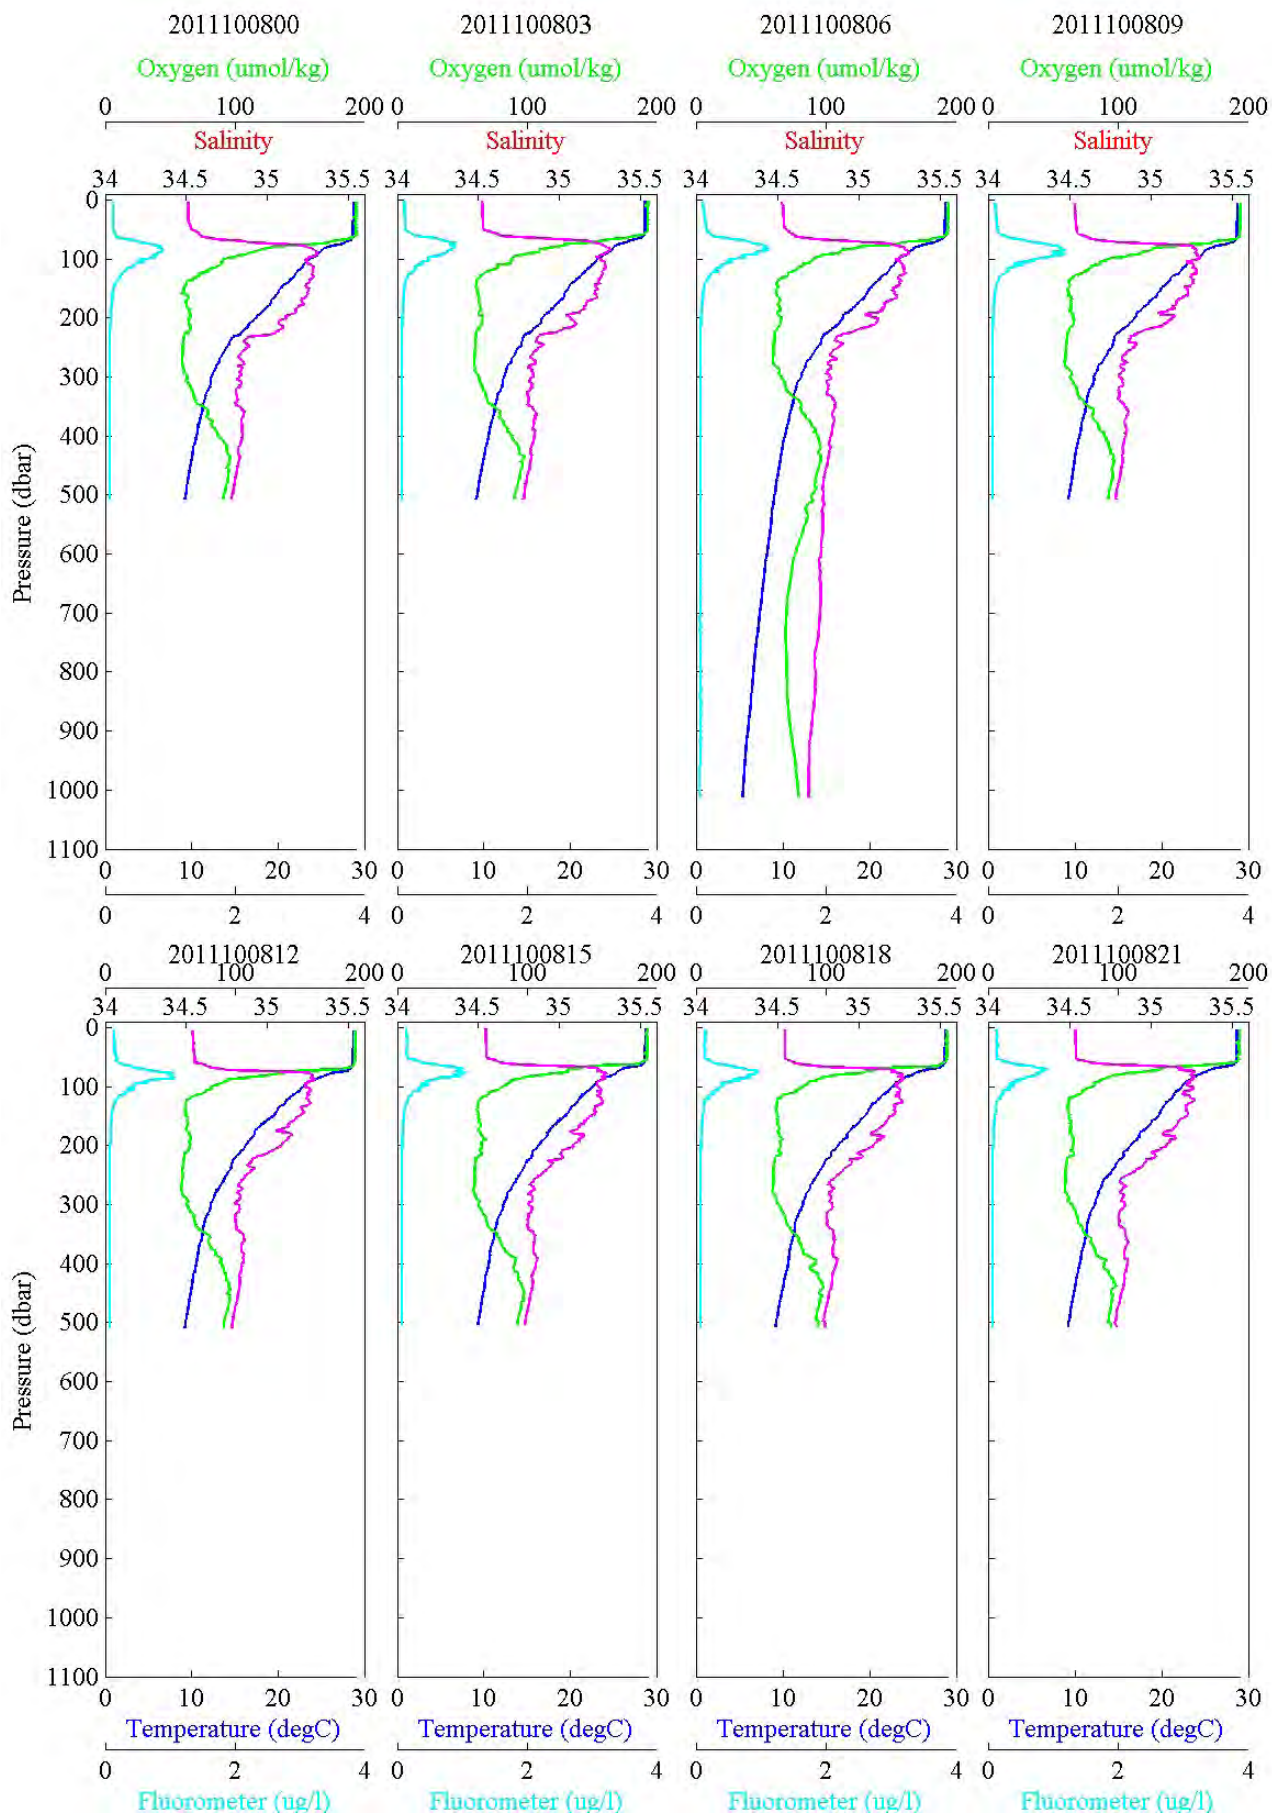 2011100800 2011100803 2011100806 2011100809
Oxygen (umol/kg) Oxygen (umol/kg) Oxygen (umol/kg) Oxygen (umol/kg)
0 100 200 0 100 200 0 100 200 0 100 200
Salinity Salinity Salinity Salinity
34 34.5 35 35.5 34 34.5 35 35.5 34 34.5 35 35.5 34 34.5 35 35.5
0
100
200
300
400
500
600
700
800
900
1000
1100
Pressure (dbar)
0 10 20 30 0 10 20 30 0 10 20 30 0 10 20 30
0 2 4 0 2 4 0 2 4 0 2 4
2011100812 2011100815 2011100818 2011100821
0 100 200 0 100 200 0 100 200 0 100 200
34 34.5 35 35.5 34 34.5 35 35.5 34 34.5 35 35.5 34 34.5 35 35.5
0
100
200
300
400
500
600
700
800
900
1000
1100
Pressure (dbar)
0 10 20 30 0 10 20 30 0 10 20 30 0 10 20 30
Temperature (degC) Temperature (degC) Temperature (degC) Temperature (degC)
0 2 4 0 2 4 0 2 4 0 2 4
Fluorometer (ug/l) Fluorometer (ug/l) Fluorometer (ug/l) Fluorometer (ug/l)